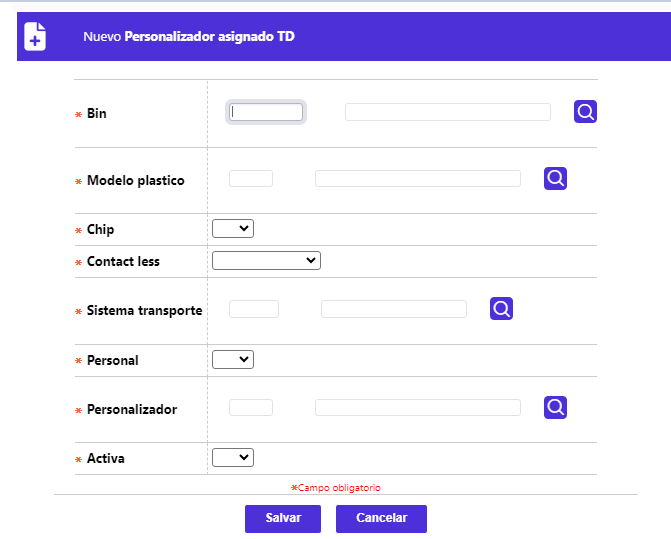 Nuevo Personalizador asignado TD
* Bin
* Modelo plastico
* Chip
* Contact less
* Sistema transporte
* Personal
* Personalizador
* Activa
*Campo obligatorio
Salvar Cancelar